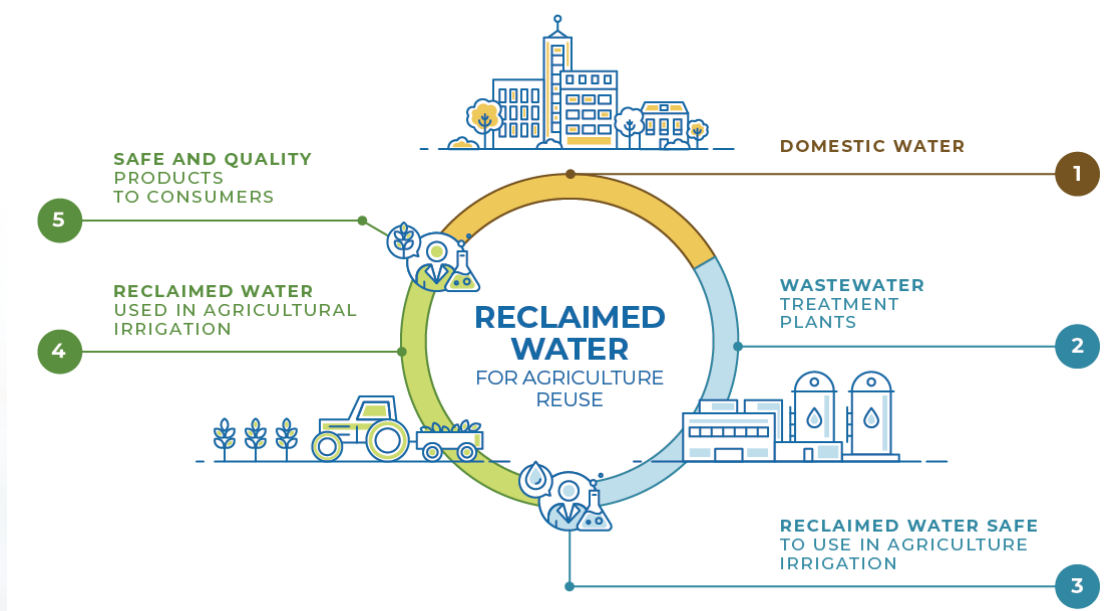 DOMESTIC WATER
1
WASTEWATER
TREATMENT
PLANTS
2
RECLAIMED WATER SAFE
TO USE IN AGRICULTURE
IRRIGATION
3
RECLAIMED WATER
USED IN AGRICULTURAL
IRRIGATION
4
SAFE AND QUALITY
PRODUCTS
TO CONSUMERS
5
RECLAIMED
WATER
FOR AGRICULTURE
REUSE